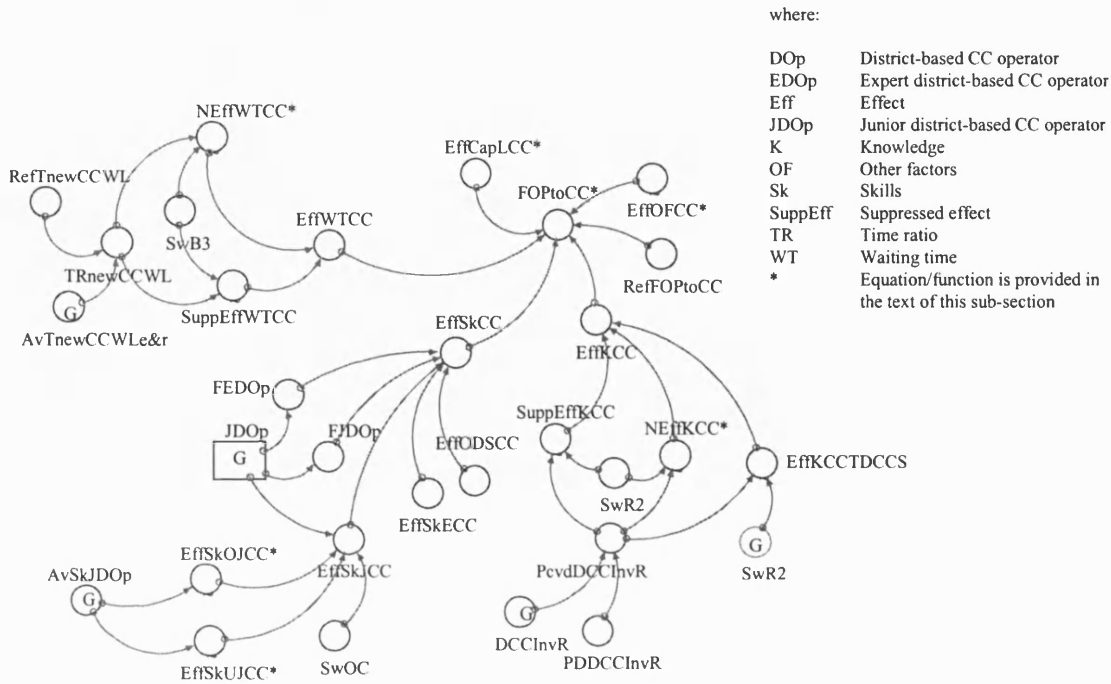 where:
DOp District-based CC operator
EDOp Expert district-based CC operator
Eff Effect
JDOp Junior district-based CC operator
K Knowledge
OF Other factors
Sk Skills
SuppEff Suppressed effect
TR Time ratio
WT Waiting time
* Equation/function is provided in
the text of this sub-section
NEffWTCC*
EffCapLCC*
RefTnewCCWL
FOPtoCC*
EffOFCC*
EffWTCC
SwB3
TRnewCCWL
RefFOPtoCC
G
SuppEffWTCC
AvTnewCCWLe&r
EffSkCC
EffKCC
FEDOp
SuppEffKCC
JDOp
FJDOp
NEffKCC*
EffODSCC
G
EffKCCTDCCS
SwR2
EffSkECC
G
EffSkOJCC*
EffSkJCC
PcvdDCCInvR
SwR2
AvSkJDOp
G
G
DCCInvR
PDDCCInvR
EffSkUJCC*
SwOC